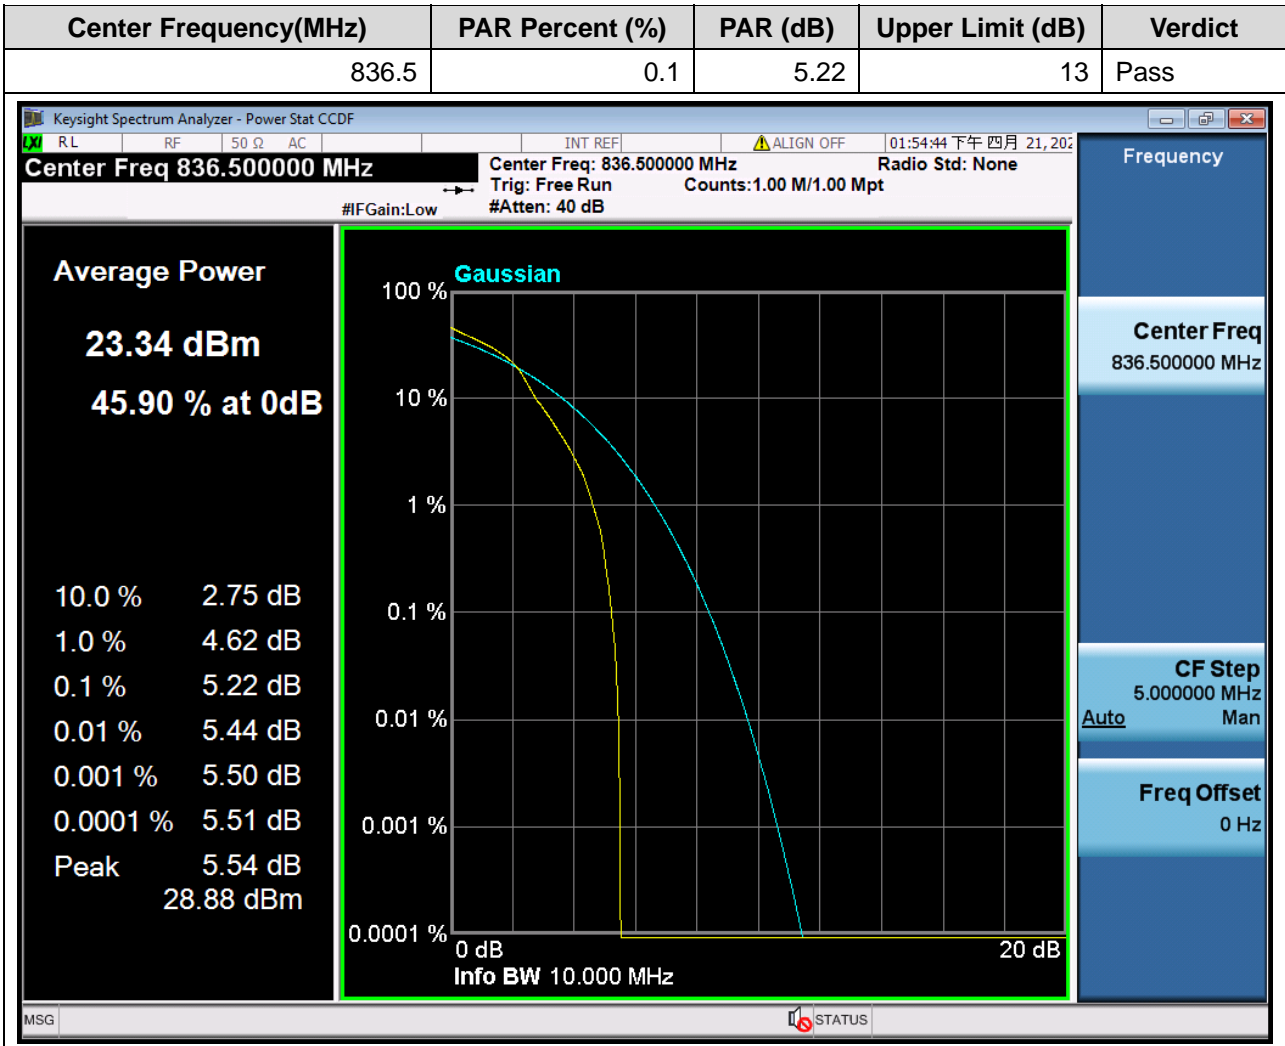 Center Frequency(MHz) PAR Percent (%) PAR (dB) Upper Limit (dB) Verdict
836.5 0.1 5.22 13 Pass
Keysight Spectrum Analyzer - Power Stat CCDF
LXI RL RF 50 Ω AC INT REF ALIGN OFF 01:54:44 下午 四月 21, 202
Center Freq 836.500000 MHz
Center Freq: 836.500000 MHz Radio Std: None
Trig: Free Run Counts:1.00 M/1.00 Mpt
#IFGain:Low #Atten: 40 dB
Frequency
Average Power
23.34 dBm
45.90 % at 0dB
10.0 % 2.75 dB
1.0 % 4.62 dB
0.1 % 5.22 dB
0.01 % 5.44 dB
0.001 % 5.50 dB
0.0001 % 5.51 dB
Peak 5.54 dB
28.88 dBm
Gaussian
100 %
10 %
1 %
0.1 %
0.01 %
0.001 %
0.0001 %
0 dB 20 dB
Info BW 10.000 MHz
Center Freq
836.500000 MHz
CF Step
5.000000 MHz
Auto Man
Freq Offset
0 Hz
MSG STATUS